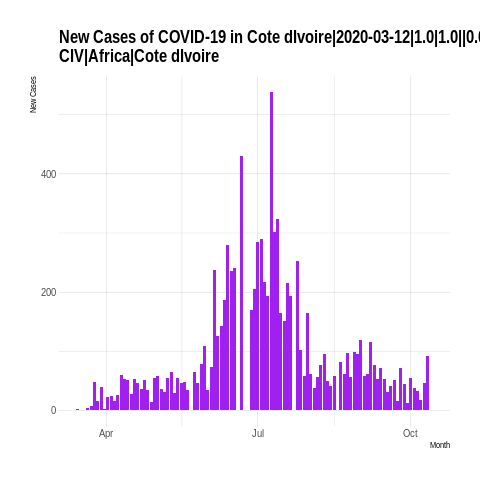 New Cases of COVID-19 in Cote dIvoire|2020-03-12|1.0|1.0||0.0
CIV|Africa|Cote dIvoire
New Cases
400
200
0
Apr
Jul
Oct
Month